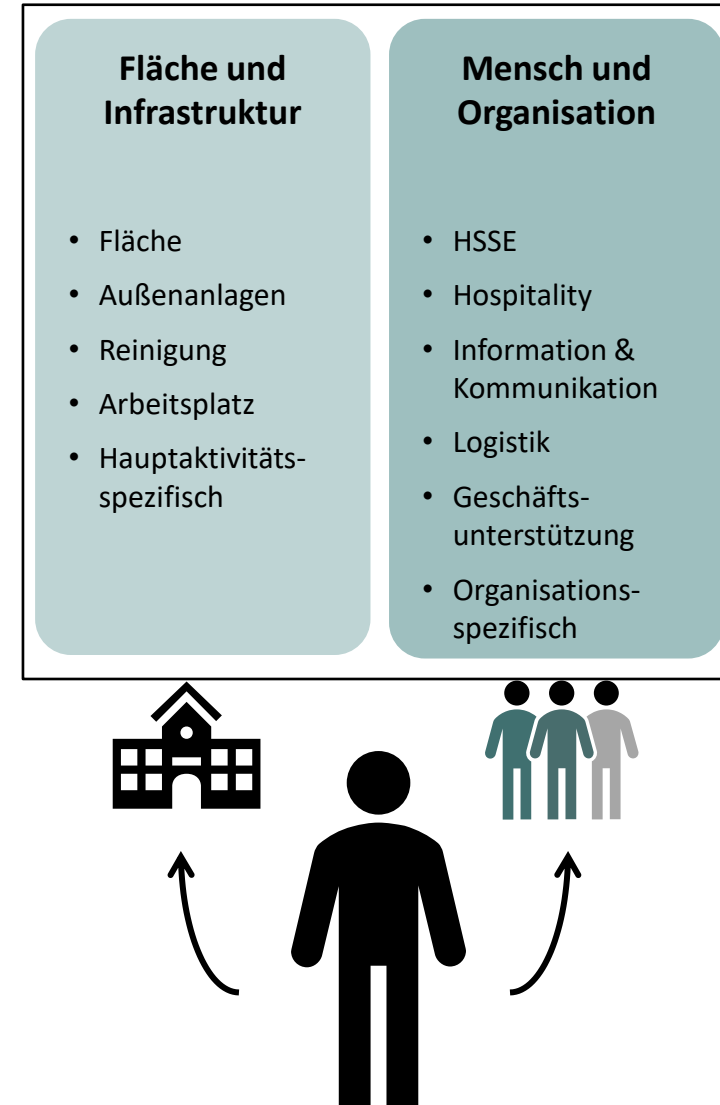 Fläche und
Infrastruktur
• Fläche
• Außenanlagen
• Reinigung
• Arbeitsplatz
• Hauptaktivitäts-
spezifisch
Mensch und
Organisation
• HSSE
• Hospitality
• Information &
Kommunikation
• Logistik
• Geschäfts-
unterstützung
• Organisations-
spezifisch